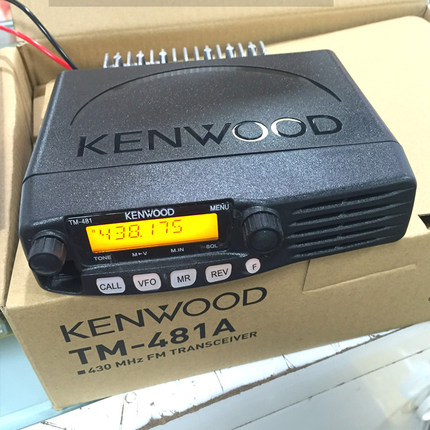 KENWOOD
TM-481 KENWOOD MENU
438.175
TONE M►V M.IN SQL
CALL VFO MR REV F
KENWOOD
TM-481A
■430 MHz FM TRANSCEIVER